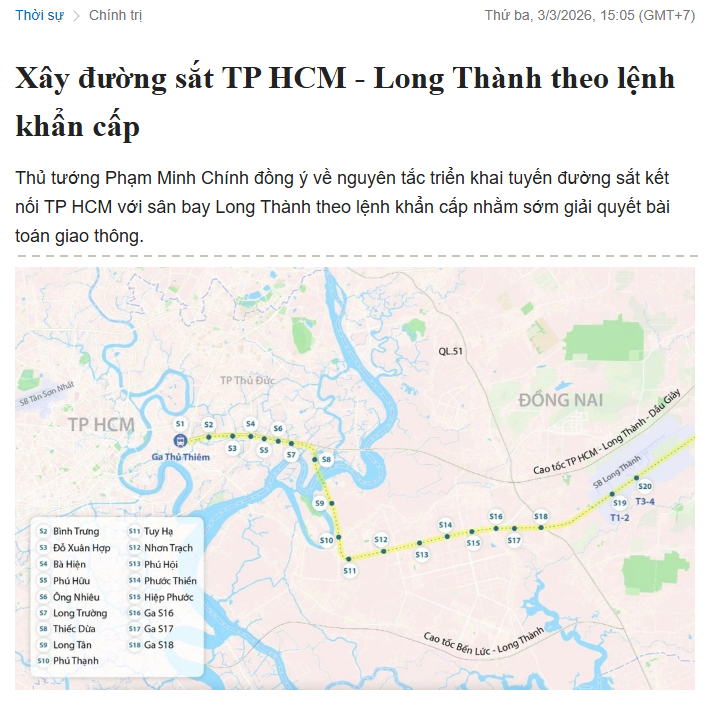 Thời sự > Chính trị
Thứ ba, 3/3/2026, 15:05 (GMT+7)
Xây đường sắt TP HCM - Long Thành theo lệnh
khẩn cấp
Thủ tướng Phạm Minh Chính đồng ý về nguyên tắc triển khai tuyến đường sắt kết
nối TP HCM với sân bay Long Thành theo lệnh khẩn cấp nhằm sớm giải quyết bài
toán giao thông.
QL.51
TP Thủ Đức
SB Tân Sơn Nhất
ĐỒNG NAI
TP HCM
Cao tốc TP HCM - Long Thành - Dầu Giây
S1
S2
S3
S4
S5
S6
S7
S8
Ga Thủ Thiêm
SB Long Thành
S20
T3-4
S19
T1-2
S9
S10
S11
S12
S13
S14
S15
S16
S17
S18
S2 Bình Trưng
S3 Đỗ Xuân Hợp
S4 Bà Hiện
S5 Phú Hữu
S6 Ông Nhiêu
S7 Long Trường
S8 Thiếc Dừa
S9 Long Tân
S10 Phú Thạnh
S11 Tuy Hạ
S12 Nhơn Trạch
S13 Phú Hội
S14 Phước Thiền
S15 Hiệp Phước
S16 Ga S16
S17 Ga S17
S18 Ga S18
Cao tốc Bến Lức - Long Thành